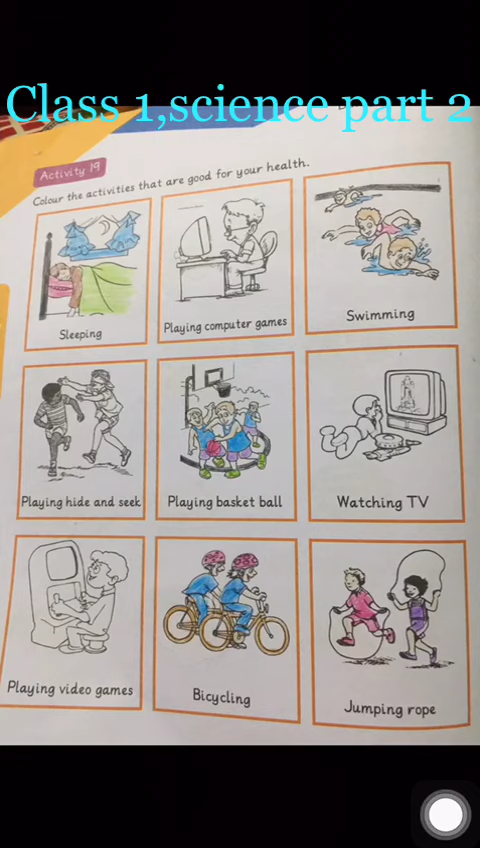 Class 1,science part 2
Activity 19
Colour the activities that are good for your health.
Sleeping
Playing computer games
Swimming
Playing hide and seek
Playing basket ball
Watching TV
Playing video games
Bicycling
Jumping rope